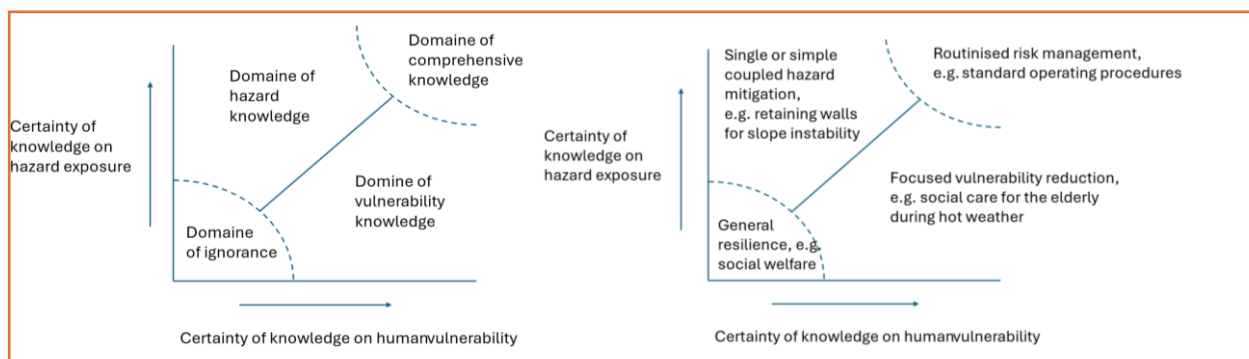 Certainty of
knowledge on
hazard exposure
Domaine of
hazard
knowledge
Domaine of
comprehensive
knowledge
Domine of
vulnerability
knowledge
Domaine
of ignorance
Certainty of knowledge on humanvulnerability
Certainty of
knowledge on
hazard exposure
Single or simple
coupled hazard
mitigation,
e.g. retaining walls
for slope instability
Routinised risk management,
e.g. standard operating procedures
Focused vulnerability reduction,
e.g. social care for the elderly
during hot weather
General
resilience, e.g.
social welfare
Certainty of knowledge on humanvulnerability